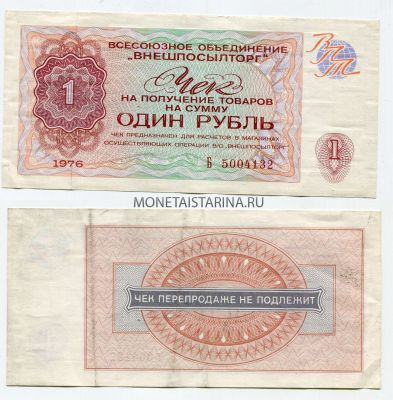 ВСЕСОЮЗНОЕ ОБЪЕДИНЕНИЕ
„ВНЕШПОСЫЛТОРГ"
ВПТ
1
Чек
НА ПОЛУЧЕНИЕ ТОВАРОВ
НА СУММУ
ОДИН РУБЛЬ
ЧЕК ПРЕДНАЗНАЧЕН ДЛЯ РАСЧЕТОВ В МАГАЗИНАХ
ОСУЩЕСТВЛЯЮЩИХ ОПЕРАЦИИ В/О „ВНЕШПОСЫЛТОРГ"
1976
Б 5004132
1
MONETAISTARINA.RU
ЧЕК ПЕРЕПРОДАЖЕ НЕ ПОДЛЕЖИТ